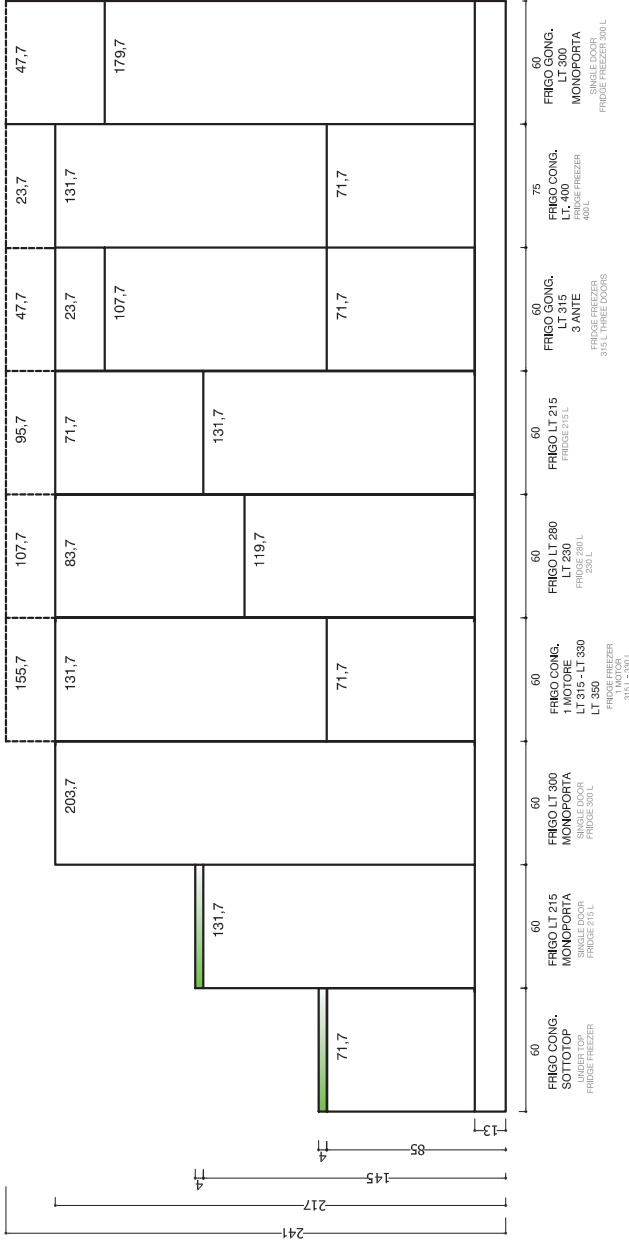 155,7
107,7
95,7
47,7
23,7
47,7
203,7
131,7
83,7
71,7
23,7
131,7
179,7
107,7
131,7
119,7
131,7
71,7
71,7
71,7
71,7
241
217
4
145
4
85
13
60
FRIGO CONG.
SOTTOTOP
UNDER TOP
FRIDGE FREEZER
60
FRIGO LT 215
MONOPORTA
SINGLE DOOR
FRIDGE 215 L
60
FRIGO LT 300
MONOPORTA
SINGLE DOOR
FRIDGE 300 L
60
FRIGO CONG.
1 MOTORE
LT 315 - LT 330
LT 350
FRIDGE FREEZER
1 MOTOR
315 L - 330 L
60
FRIGO LT 280
LT 230
FRIDGE 280 L
230 L
60
FRIGO LT 215
FRIDGE 215 L
60
FRIGO GONG.
LT 315
3 ANTE
FRIDGE FREEZER
315 L THREE DOORS
75
FRIGO CONG.
LT. 400
FRIDGE FREEZER
400 L
60
FRIGO GONG.
LT 300
MONOPORTA
SINGLE DOOR
FRIDGE FREEZER 300 L